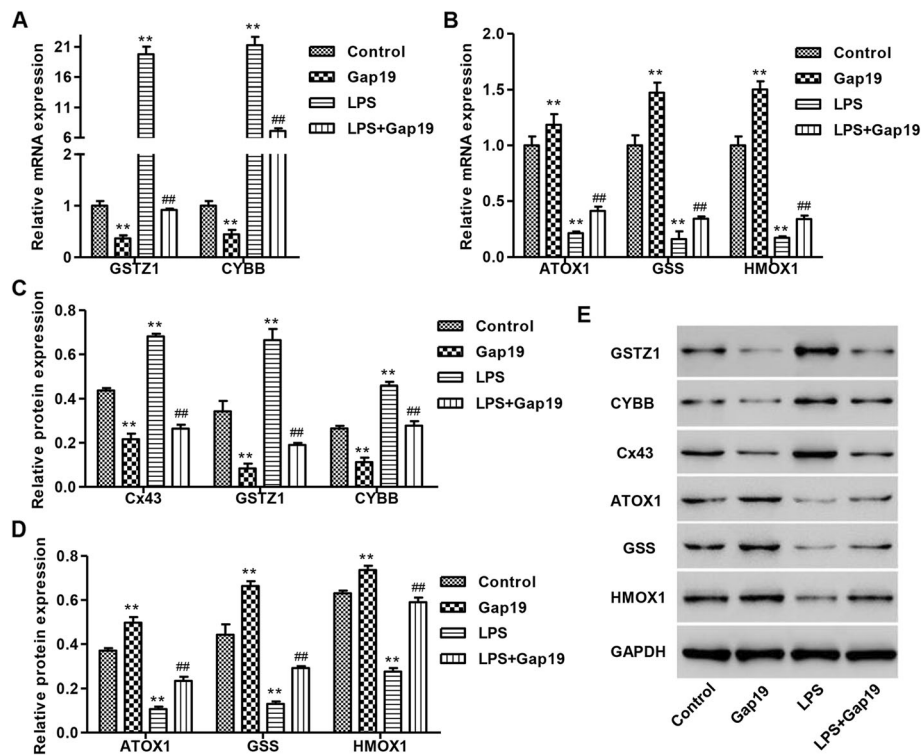 A
Relative mRNA expression
21
16
11
6
2
1
0
**
**
**
##
**
##
GSTZ1
CYBB
Control
Gap19
LPS
LPS+Gap19
B
Relative mRNA expression
2.0
1.5
1.0
0.5
0.0
**
**
##
**
**
##
**
**
##
ATOX1
GSS
HMOX1
Control
Gap19
LPS
LPS+Gap19
C
Relative protein expression
0.8
0.6
0.4
0.2
0.0
**
**
##
**
**
##
**
**
##
Cx43
GSTZ1
CYBB
Control
Gap19
LPS
LPS+Gap19
D
Relative protein expression
0.8
0.6
0.4
0.2
0.0
**
**
##
**
**
##
**
**
##
ATOX1
GSS
HMOX1
Control
Gap19
LPS
LPS+Gap19
E
GSTZ1
CYBB
Cx43
ATOX1
GSS
HMOX1
GAPDH
Control
Gap19
LPS
LPS+Gap19